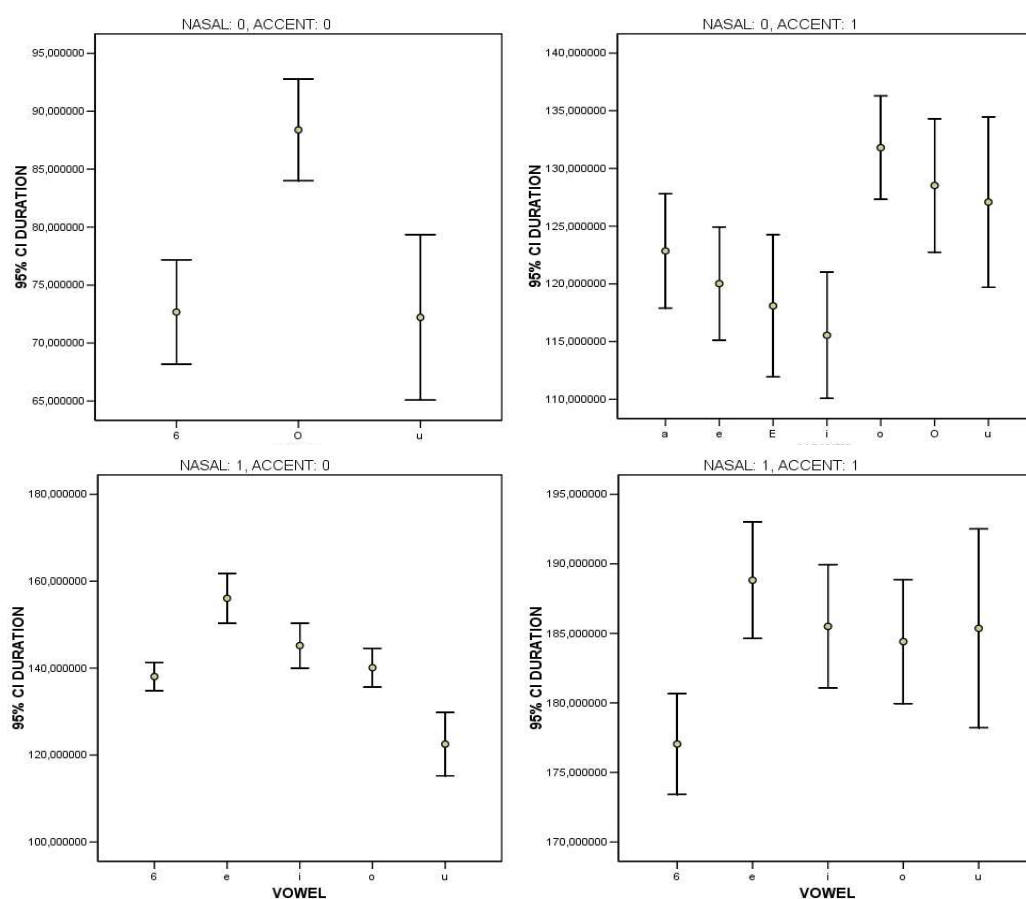 NASAL: 0, ACCENT: 0
95% CI DURATION
95,000000
90,000000
85,000000
80,000000
75,000000
70,000000
65,000000
6 O u
NASAL: 0, ACCENT: 1
95% CI DURATION
140,000000
135,000000
130,000000
125,000000
120,000000
115,000000
110,000000
a e E i o O u
NASAL: 1, ACCENT: 0
95% CI DURATION
180,000000
160,000000
140,000000
120,000000
100,000000
6 e i o u
VOWEL
NASAL: 1, ACCENT: 1
95% CI DURATION
195,000000
190,000000
185,000000
180,000000
175,000000
170,000000
6 e i o u
VOWEL